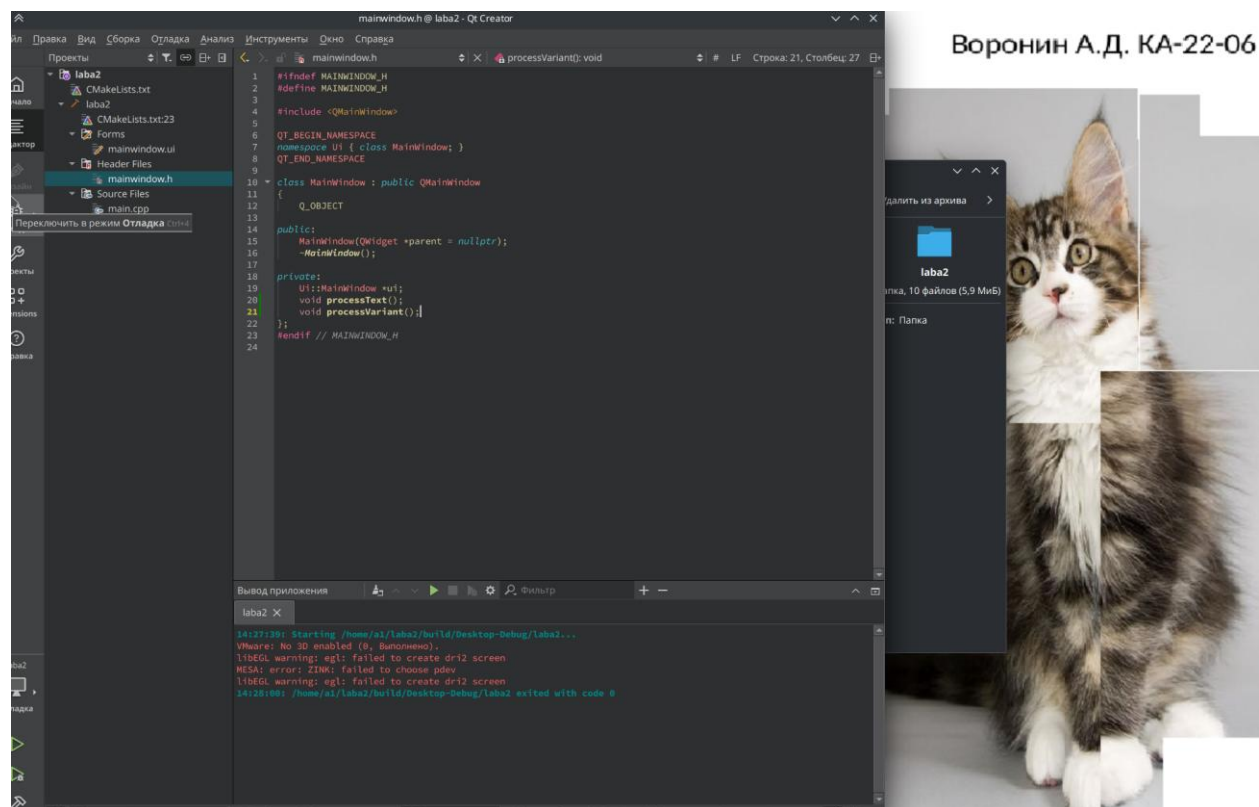 mainwindow.h @ laba2 - Qt Creator
йл Правка Вид Сборка Отладка Анализ Инструменты Окно Справка
Воронин А.Д. КА-22-06
Проекты
mainwindow.h
processVariant(): void
# LF Строка: 21, Столбец: 27
laba2
CMakeLists.txt
laba2
CMakeLists.txt:23
Forms
mainwindow.ui
Header Files
mainwindow.h
Source Files
main.cpp
Переключить в режим Отладка Ctrl+4
1 #ifndef MAINWINDOW_H
2 #define MAINWINDOW_H
3
4 #include <QMainWindow>
5
6 QT_BEGIN_NAMESPACE
7 namespace Ui { class MainWindow; }
8 QT_END_NAMESPACE
9
10 class MainWindow : public QMainWindow
11 {
12 Q_OBJECT
13
14 public:
15 MainWindow(QWidget *parent = nullptr);
16 ~MainWindow();
17
18 private:
19 Ui::MainWindow *ui;
20 void processText();
21 void processVariant();
22 };
23 #endif // MAINWINDOW_H
24
Удалить из архива
laba2
апка, 10 файлов (5,9 МиБ)
п: Папка
Вывод приложения
Фильтр
laba2
14:27:39: Starting /home/a1/laba2/build/Desktop-Debug/laba2...
VMware: No 3D enabled (0, Выполнено).
libEGL warning: egl: failed to create dri2 screen
MESA: error: ZINK: failed to choose pdev
libEGL warning: egl: failed to create dri2 screen
14:28:00: /home/a1/laba2/build/Desktop-Debug/laba2 exited with code 0